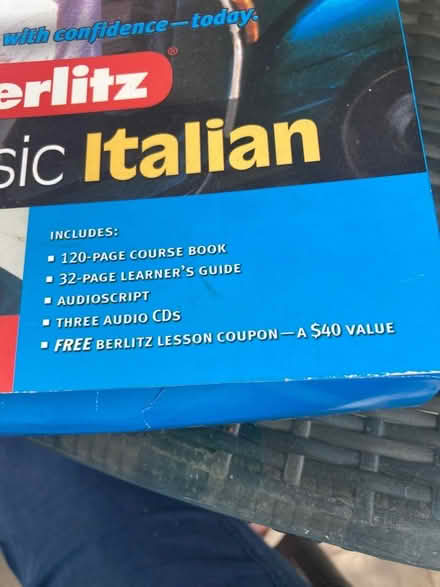 with confidence—today.
erlitz®
sic Italian
INCLUDES:
▪ 120-PAGE COURSE BOOK
▪ 32-PAGE LEARNER'S GUIDE
▪ AUDIOSCRIPT
▪ THREE AUDIO CDs
▪ FREE BERLITZ LESSON COUPON—A $40 VALUE